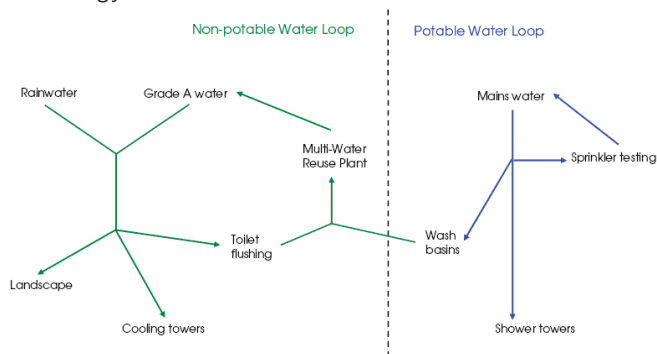 Non-potable Water Loop
Potable Water Loop
Rainwater
Grade A water
Mains water
Multi-Water
Reuse Plant
Sprinkler testing
Toilet
flushing
Wash
basins
Landscape
Cooling towers
Shower towers